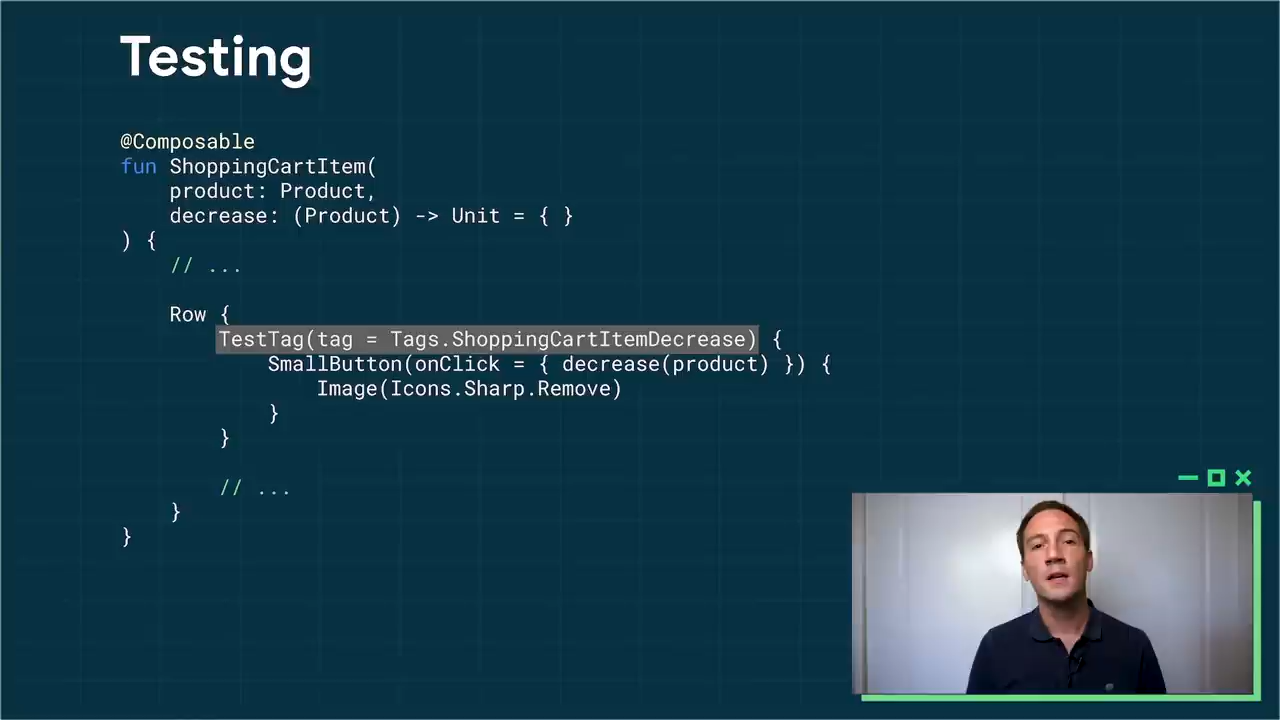 Testing
@Composable
fun ShoppingCartItem(
product: Product,
decrease: (Product) -> Unit = { }
) {
// ...
Row {
TestTag(tag = Tags.ShoppingCartItemDecrease) {
SmallButton(onClick = { decrease(product) }) {
Image(Icons.Sharp.Remove)
}
}
// ...
}
}